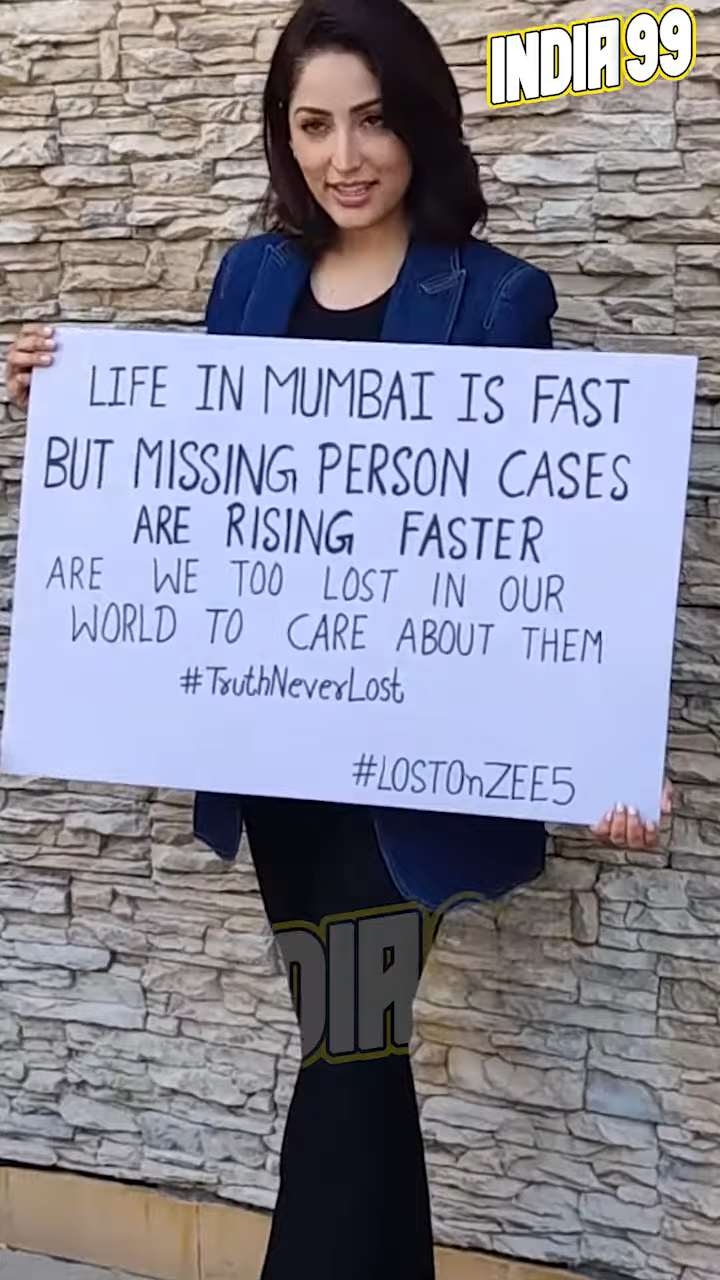 INDIA 99
LIFE IN MUMBAI IS FAST
BUT MISSING PERSON CASES
ARE RISING FASTER
ARE WE TOO LOST IN OUR
WORLD TO CARE ABOUT THEM
#TruthNeverLost
#LOSTOnZEE5
DIA